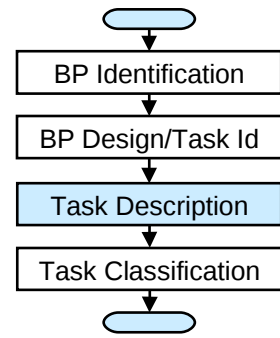 BP Identification
BP Design/Task Id
Task Description
Task Classification